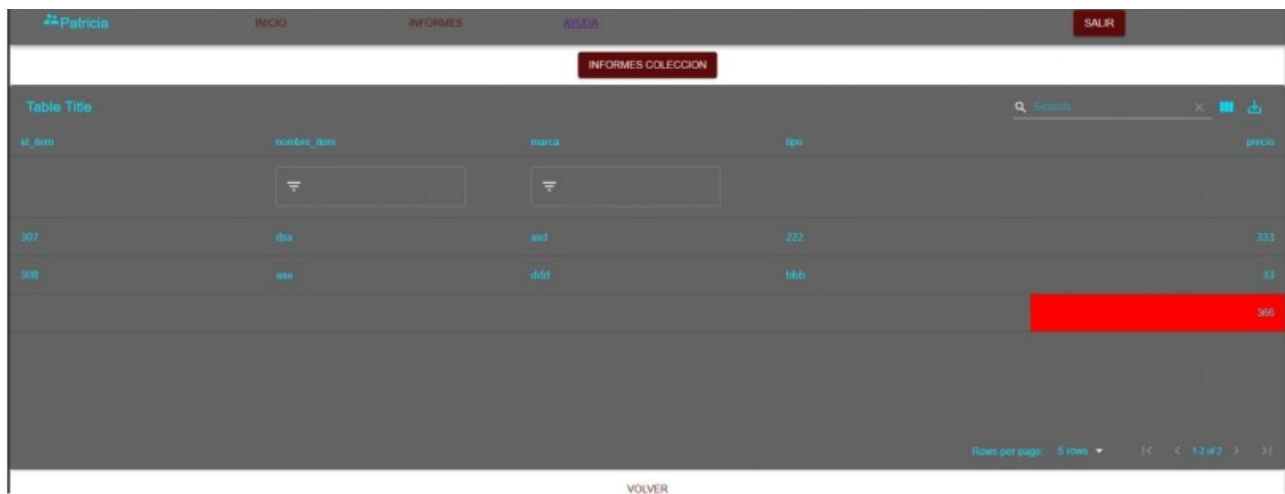 Patricia INICIO INFORMES AYUDA SALIR
INFORMES COLECCION
Table Title Search
id_item nombre_item marca tipo precio
307 dsa asd 222 333
308 aaa ddd bbb 33
366
Rows per page: 5 rows 1-2 of 2
VOLVER